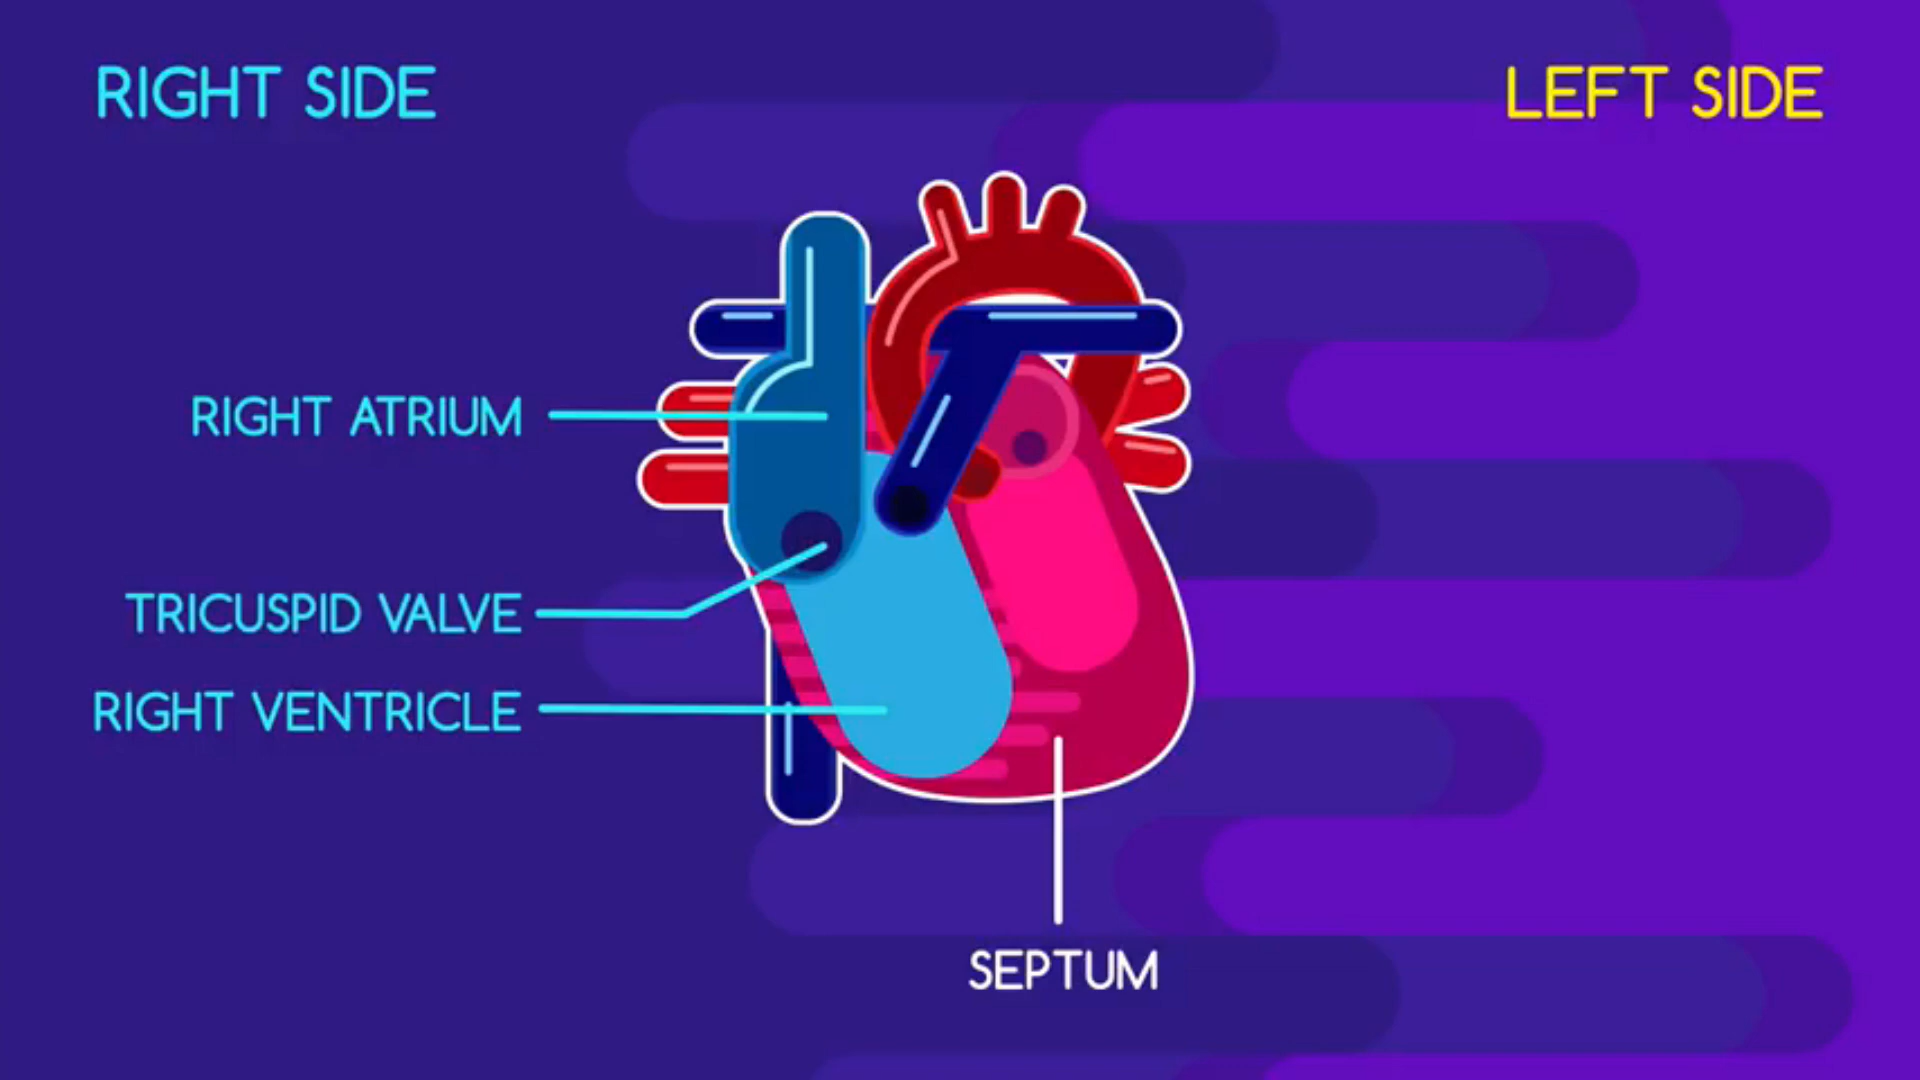 RIGHT SIDE
LEFT SIDE
RIGHT ATRIUM
TRICUSPID VALVE
RIGHT VENTRICLE
SEPTUM